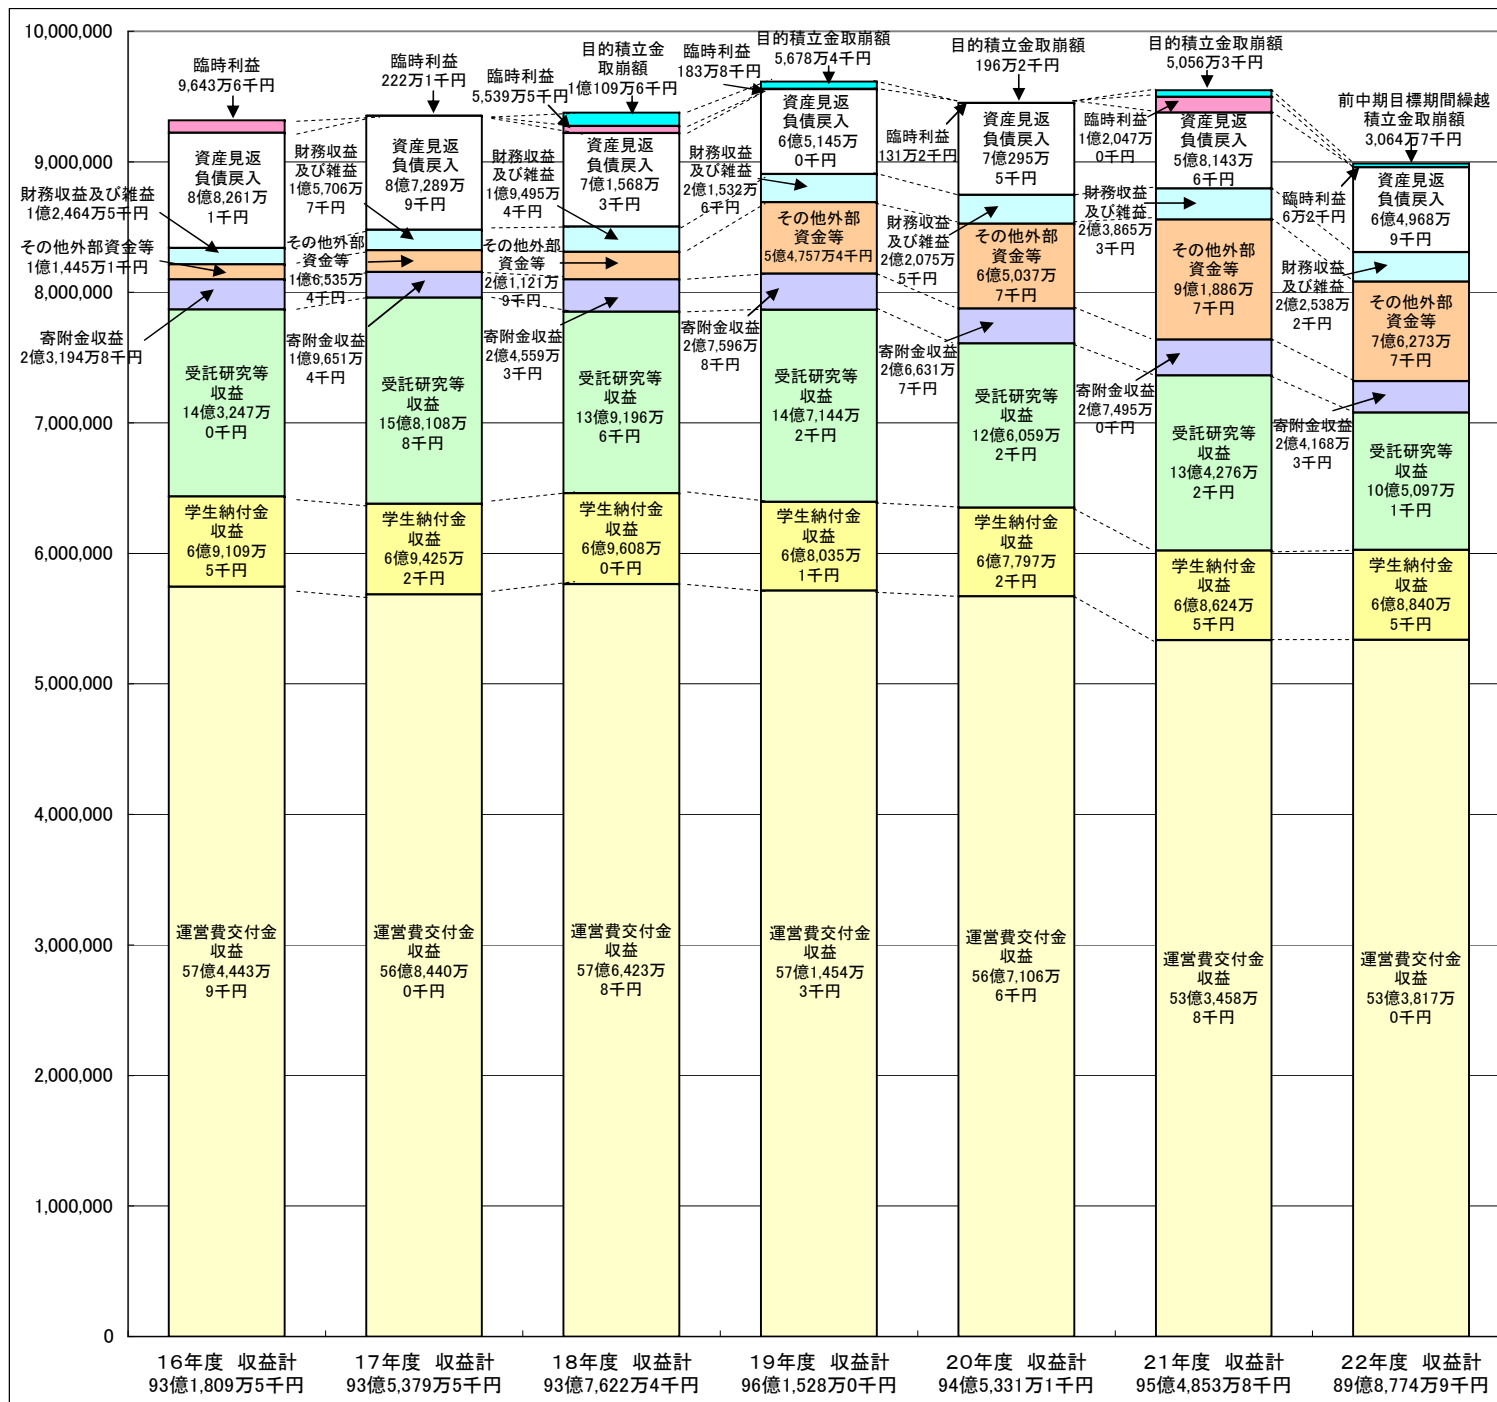 10,000,000
9,000,000
8,000,000
7,000,000
6,000,000
5,000,000
4,000,000
3,000,000
2,000,000
1,000,000
0
臨時利益
9,643万6千円
資産見返
負債戻入
8億8,261万
1千円
財務収益及び雑益
1億2,464万5千円
その他外部資金等
1億1,445万1千円
寄附金収益
2億3,194万8千円
受託研究等
収益
14億3,247万
0千円
学生納付金
収益
6億9,109万
5千円
運営費交付金
収益
57億4,443万
9千円
16年度 収益計
93億1,809万5千円
臨時利益
222万1千円
資産見返
負債戻入
8億7,289万
9千円
財務収益
及び雑益
1億5,706万
7千円
その他外部
資金等
1億6,535万
4千円
寄附金収益
1億9,651万
4千円
受託研究等
収益
15億8,108万
8千円
学生納付金
収益
6億9,425万
2千円
運営費交付金
収益
56億8,440万
0千円
17年度 収益計
93億5,379万5千円
目的積立金
取崩額
1億109万6千円
臨時利益
5,539万5千円
資産見返
負債戻入
7億1,568万
3千円
財務収益
及び雑益
1億9,495万
4千円
その他外部
資金等
2億1,121万
9千円
寄附金収益
2億4,559万
3千円
受託研究等
収益
13億9,196万
6千円
学生納付金
収益
6億9,608万
0千円
運営費交付金
収益
57億6,423万
8千円
18年度 収益計
93億7,622万4千円
目的積立金取崩額
5,678万4千円
臨時利益
183万8千円
資産見返
負債戻入
6億5,145万
0千円
財務収益
及び雑益
2億1,532万
6千円
その他外部
資金等
5億4,757万4千円
寄附金収益
2億7,596万
8千円
受託研究等
収益
14億7,144万
2千円
学生納付金
収益
6億8,035万
1千円
運営費交付金
収益
57億1,454万
3千円
19年度 収益計
96億1,528万0千円
目的積立金取崩額
196万2千円
臨時利益
131万2千円
資産見返
負債戻入
7億295万
5千円
財務収益
及び雑益
2億2,075万
5千円
その他外部
資金等
6億5,037万
7千円
寄附金収益
2億6,631万
7千円
受託研究等
収益
12億6,059万
2千円
学生納付金
収益
6億7,797万
2千円
運営費交付金
収益
56億7,106万
6千円
20年度 収益計
94億5,331万1千円
目的積立金取崩額
5,056万3千円
臨時利益
1億2,047万
0千円
資産見返
負債戻入
5億8,143万
6千円
財務収益
及び雑益
2億3,865万
3千円
その他外部
資金等
9億1,886万
7千円
寄附金収益
2億7,495万
0千円
受託研究等
収益
13億4,276万
2千円
学生納付金
収益
6億8,624万
5千円
運営費交付金
収益
53億3,458万
8千円
21年度 収益計
95億4,853万8千円
前中期目標期間繰越
積立金取崩額
3,064万7千円
臨時利益
6万2千円
資産見返
負債戻入
6億4,968万
9千円
財務収益
及び雑益
2億2,538万
2千円
その他外部
資金等
7億6,273万
7千円
寄附金収益
2億4,168万
3千円
受託研究等
収益
10億5,097万
1千円
学生納付金
収益
6億8,840万
5千円
運営費交付金
収益
53億3,817万
0千円
22年度 収益計
89億8,774万9千円